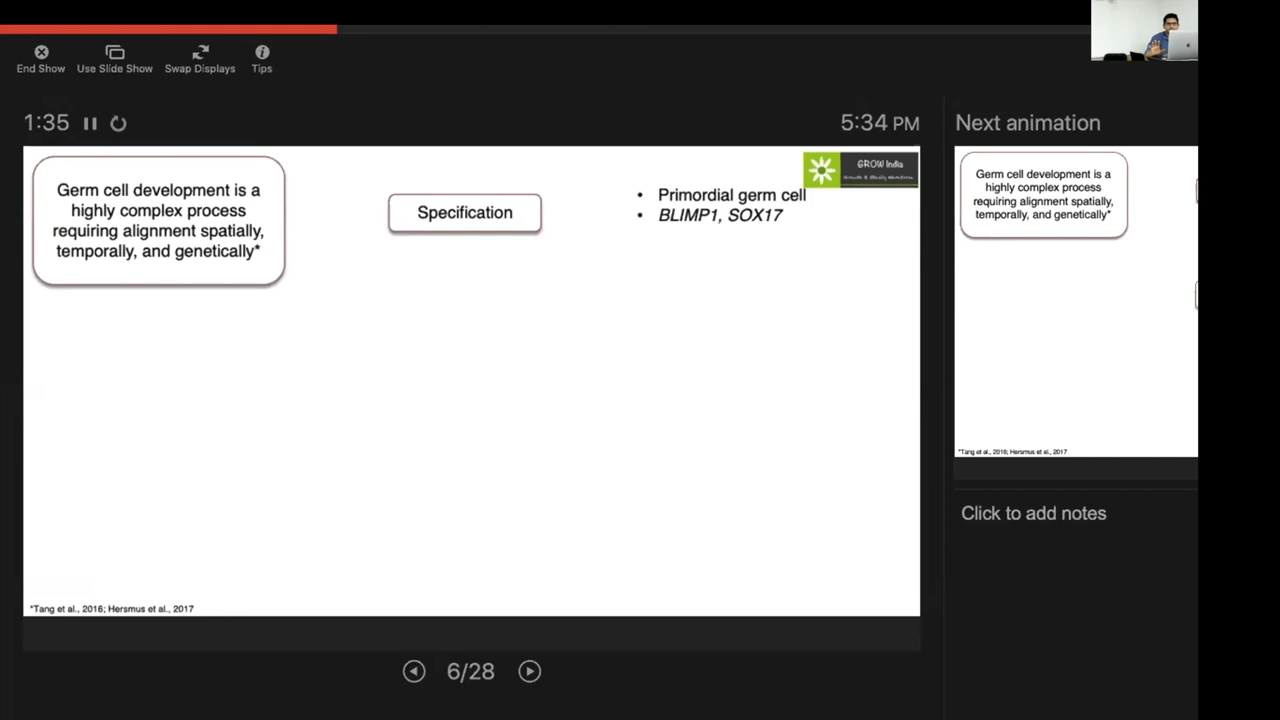 End Show
Use Slide Show
Swap Displays
Tips
1:35
5:34 PM
Next animation
Germ cell development is a
highly complex process
requiring alignment spatially,
temporally, and genetically*
Specification
• Primordial germ cell
• BLIMP1, SOX17
GROW India
*Tang et al., 2016; Hersmus et al., 2017
Germ cell development is a
highly complex process
requiring alignment spatially,
temporally, and genetically*
*Tang et al., 2016; Hersmus et al., 2017
Click to add notes
6/28